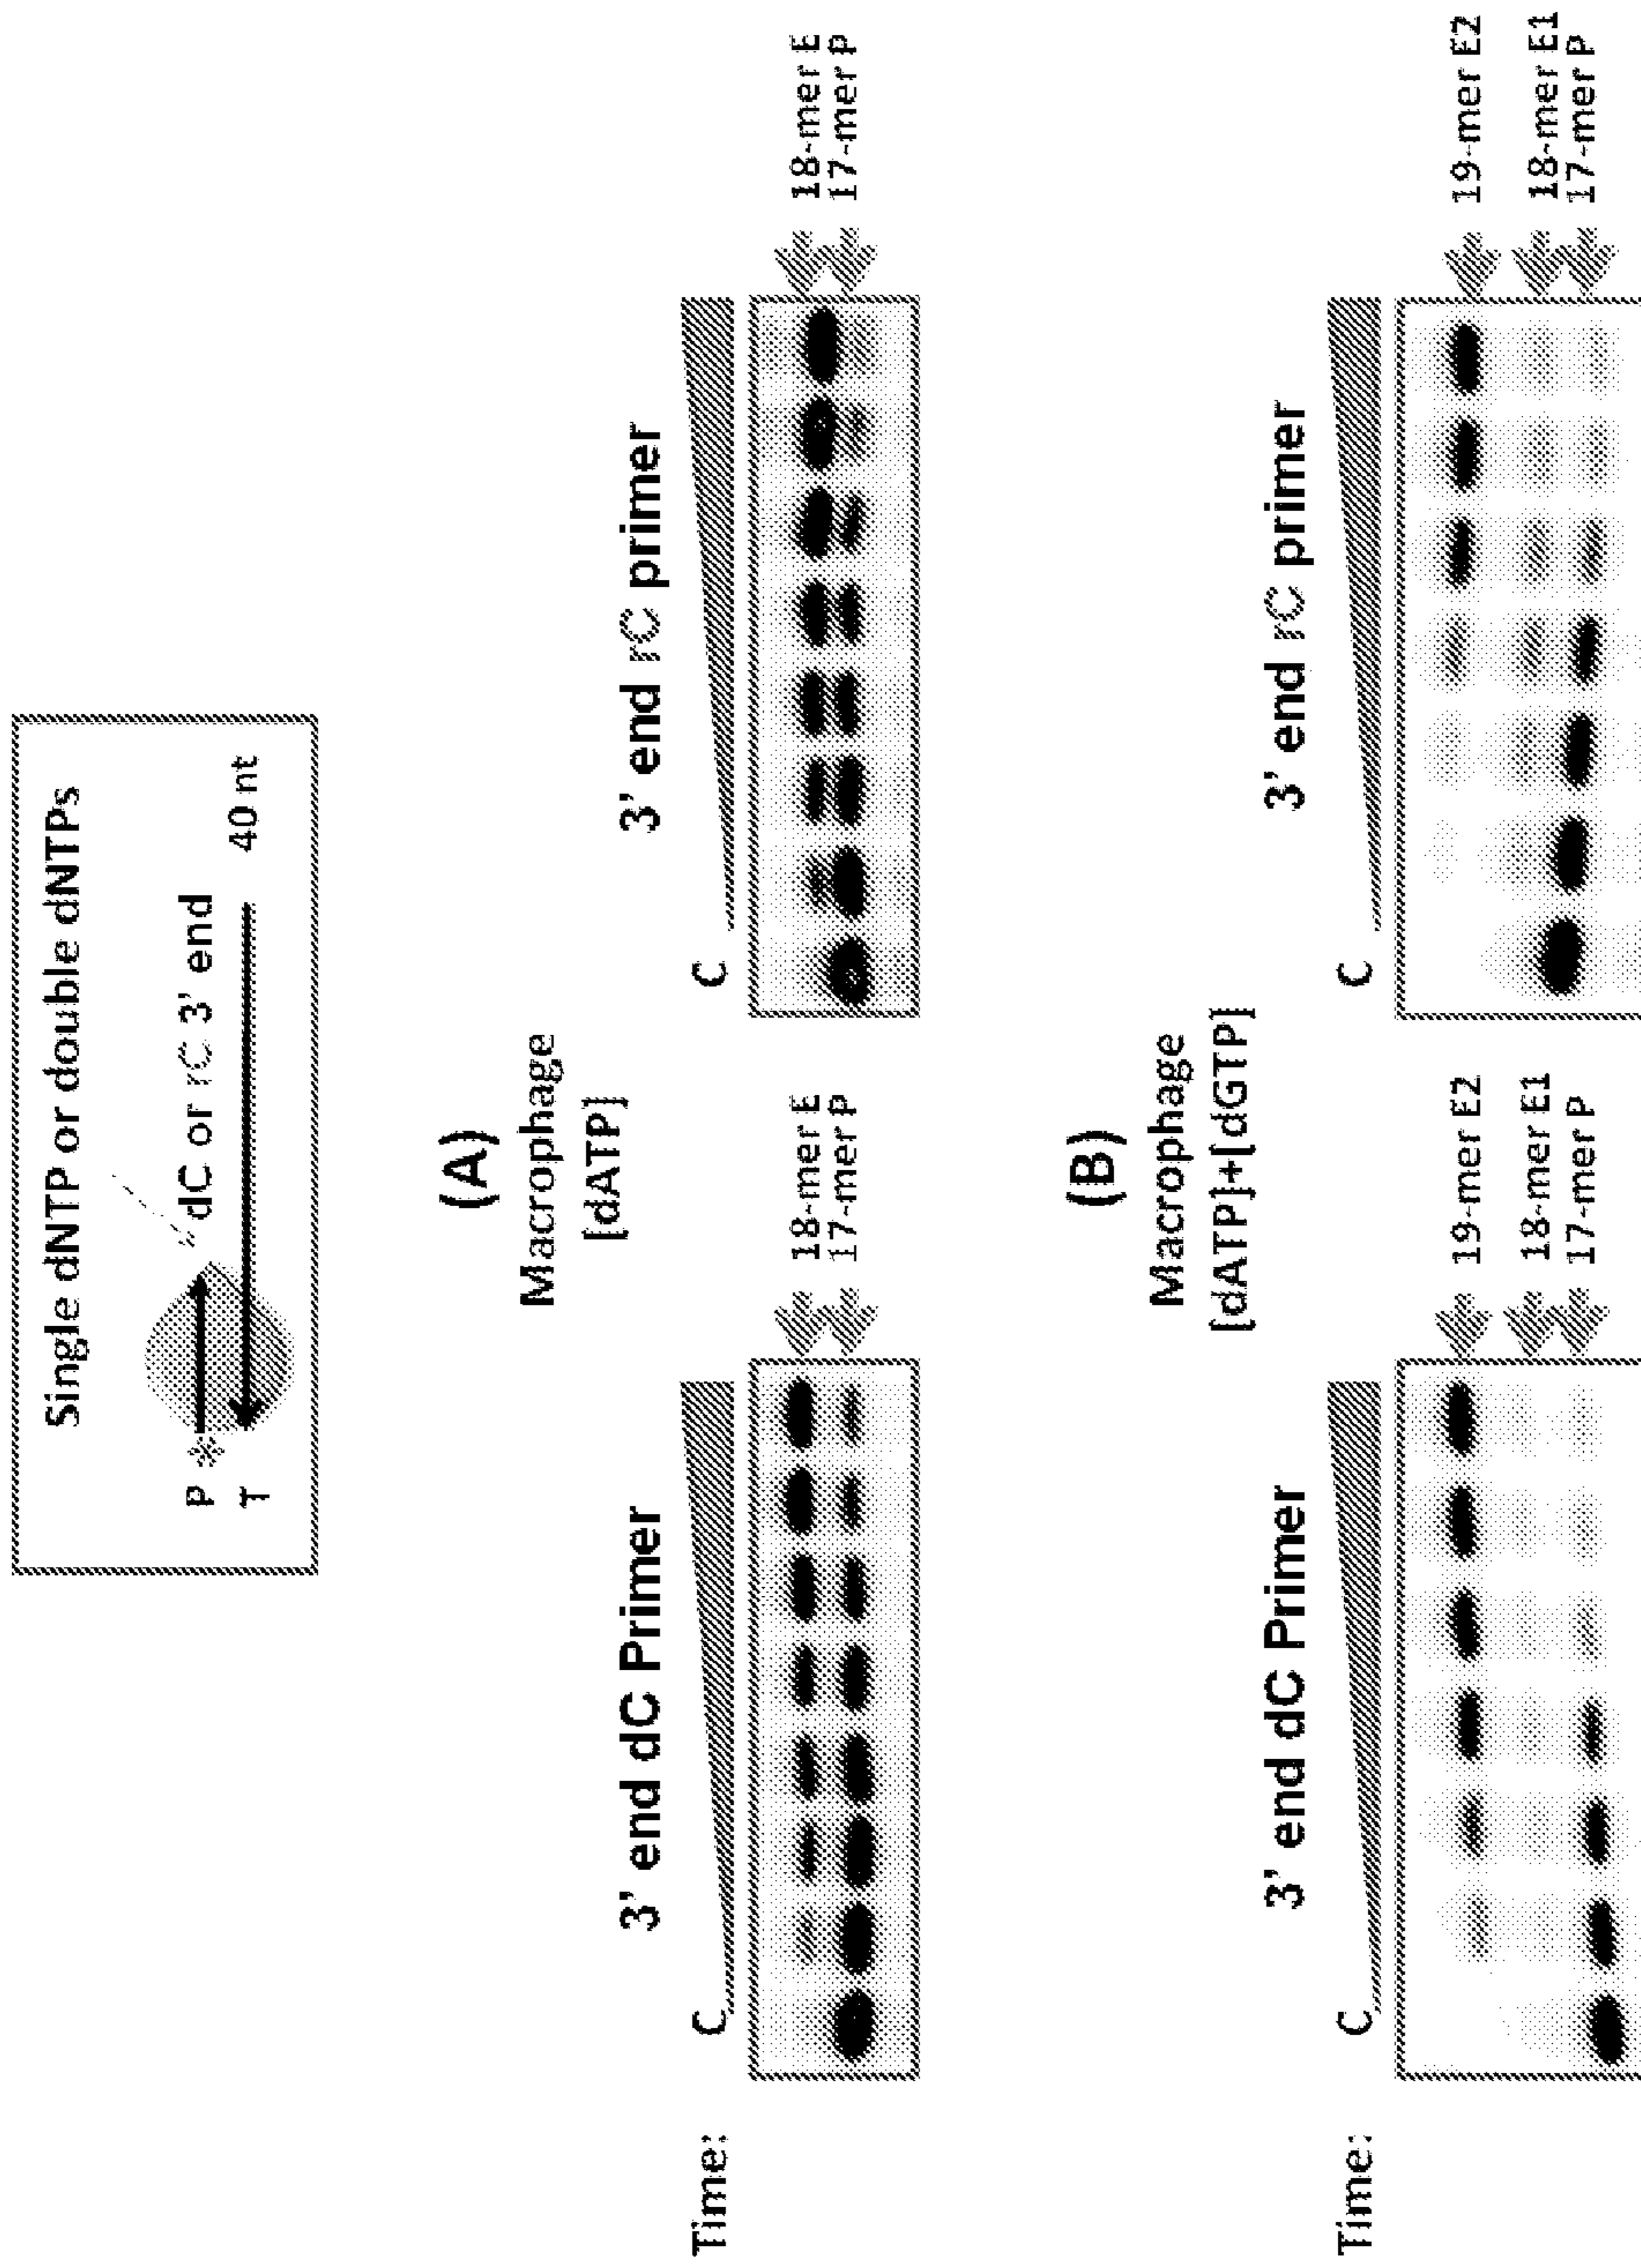 Single dNTP or double dNTPs
P * dC or rC 3' end
T 40 nt
(A)
Macrophage
[dATP]
3' end dC Primer
3' end rC primer
Time:
C
C
18-mer E
17-mer P
18-mer E
17-mer P
(B)
Macrophage
[dATP]+[dGTP]
3' end dC Primer
3' end rC primer
Time:
C
C
19-mer E2
18-mer E1
17-mer P
19-mer E2
18-mer E1
17-mer P